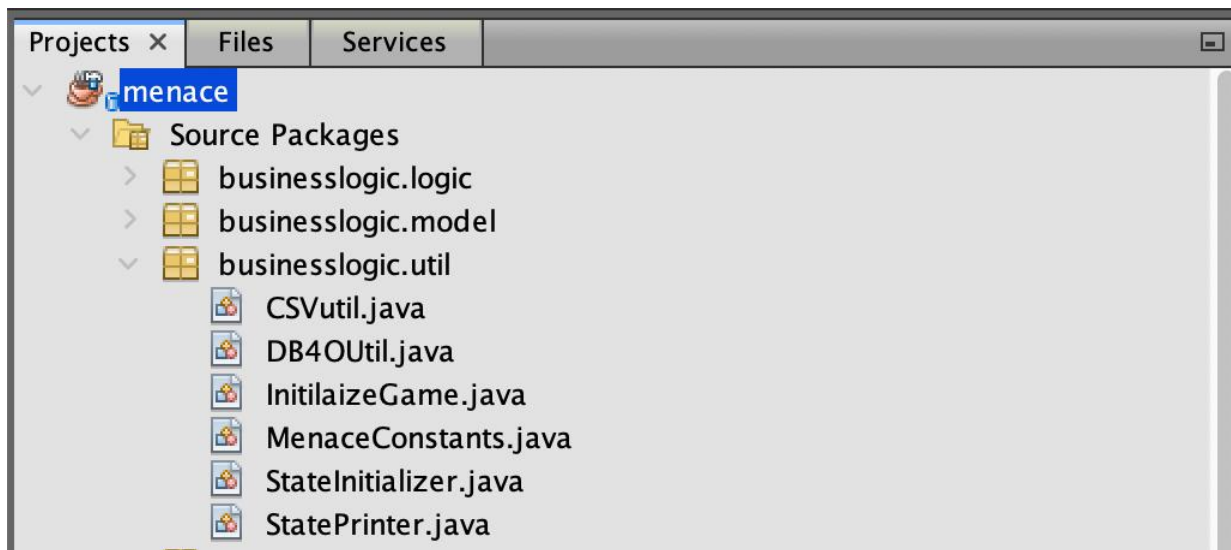 Projects × Files Services
menace
Source Packages
businesslogic.logic
businesslogic.model
businesslogic.util
CSVutil.java
DB4OUtil.java
InitilaizeGame.java
MenaceConstants.java
StateInitializer.java
StatePrinter.java